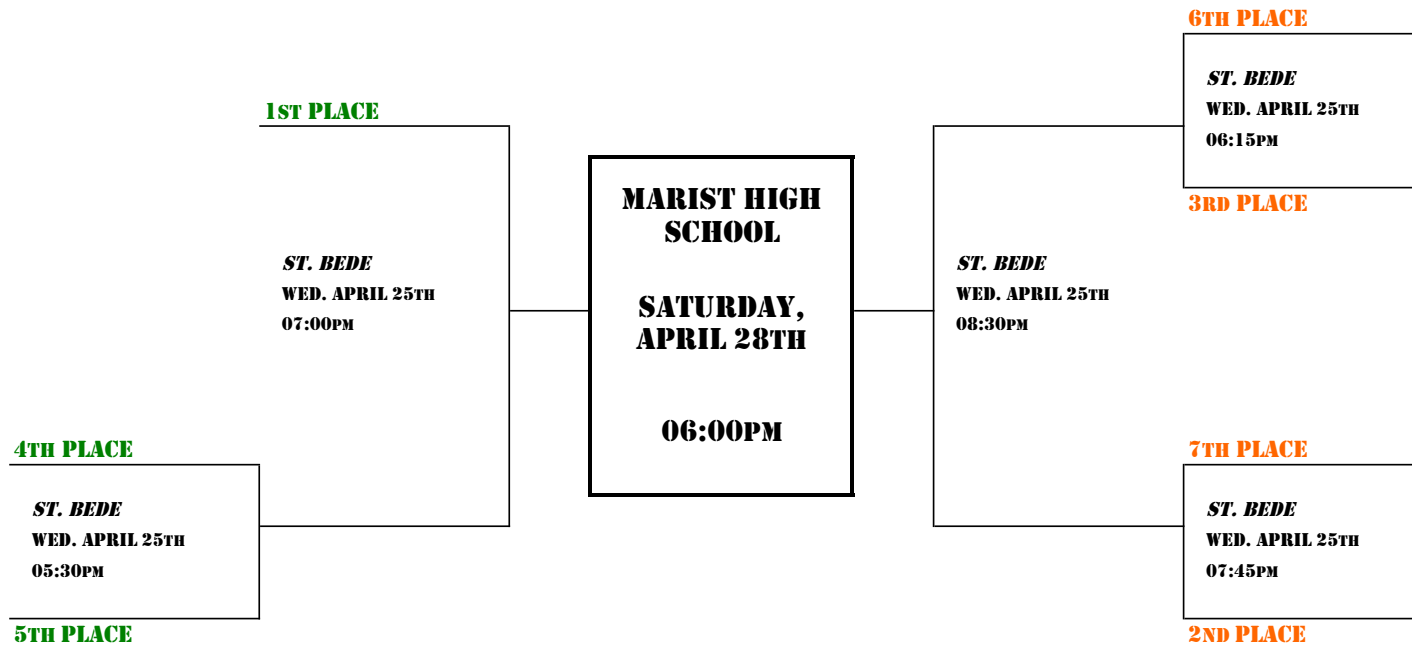 1ST PLACE
ST. BEDE
WED. APRIL 25TH
07:00PM
4TH PLACE
ST. BEDE
WED. APRIL 25TH
05:30PM
5TH PLACE
MARIST HIGH
SCHOOL
SATURDAY,
APRIL 28TH
06:00PM
6TH PLACE
ST. BEDE
WED. APRIL 25TH
06:15PM
3RD PLACE
ST. BEDE
WED. APRIL 25TH
08:30PM
7TH PLACE
ST. BEDE
WED. APRIL 25TH
07:45PM
2ND PLACE